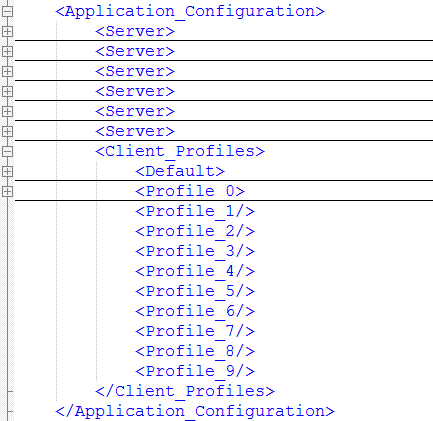 <Application_Configuration>
<Server>
<Server>
<Server>
<Server>
<Server>
<Server>
<Client_Profiles>
<Default>
<Profile_0>
<Profile_1/>
<Profile_2/>
<Profile_3/>
<Profile_4/>
<Profile_5/>
<Profile_6/>
<Profile_7/>
<Profile_8/>
<Profile_9/>
</Client_Profiles>
</Application_Configuration>